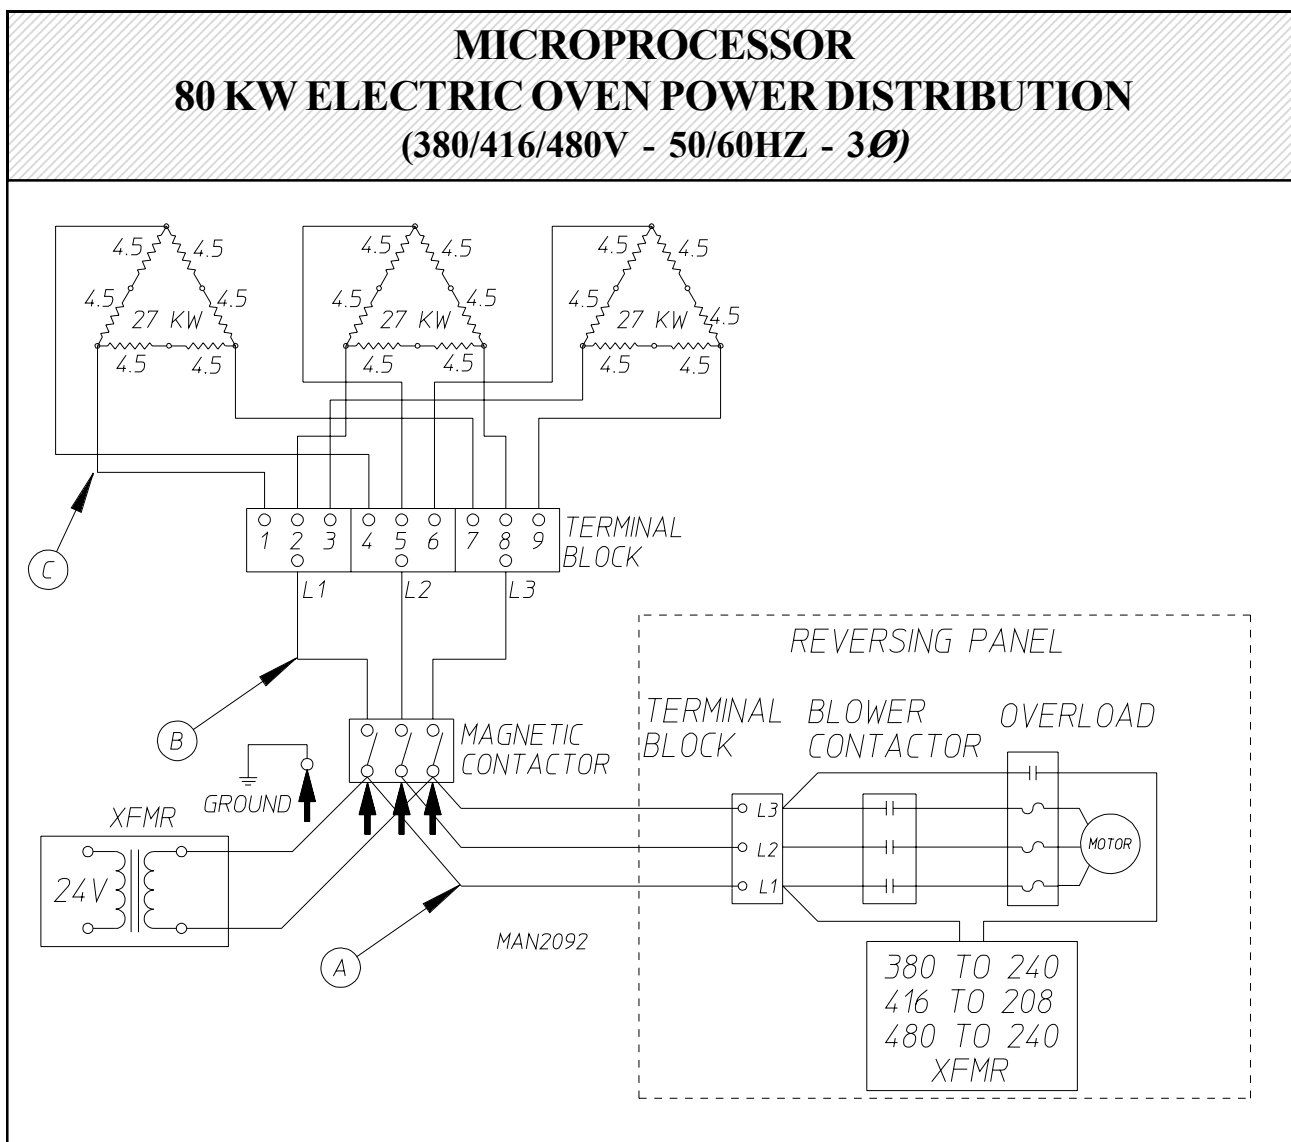 MICROPROCESSOR
80 KW ELECTRIC OVEN POWER DISTRIBUTION
(380/416/480V - 50/60HZ - 3Ø)
4.5 4.5 4.5 4.5 4.5 4.5
4.5 4.5 4.5 4.5 4.5 4.5
27 KW 27 KW 27 KW
4.5 4.5 4.5 4.5 4.5 4.5
C
1 2 3 4 5 6 7 8 9
TERMINAL
BLOCK
L1 L2 L3
B
MAGNETIC
CONTACTOR
GROUND
XFMR
24V
A
MAN2092
REVERSING PANEL
TERMINAL
BLOCK
BLOWER
CONTACTOR
OVERLOAD
L3
L2
L1
MOTOR
380 TO 240
416 TO 208
480 TO 240
XFMR